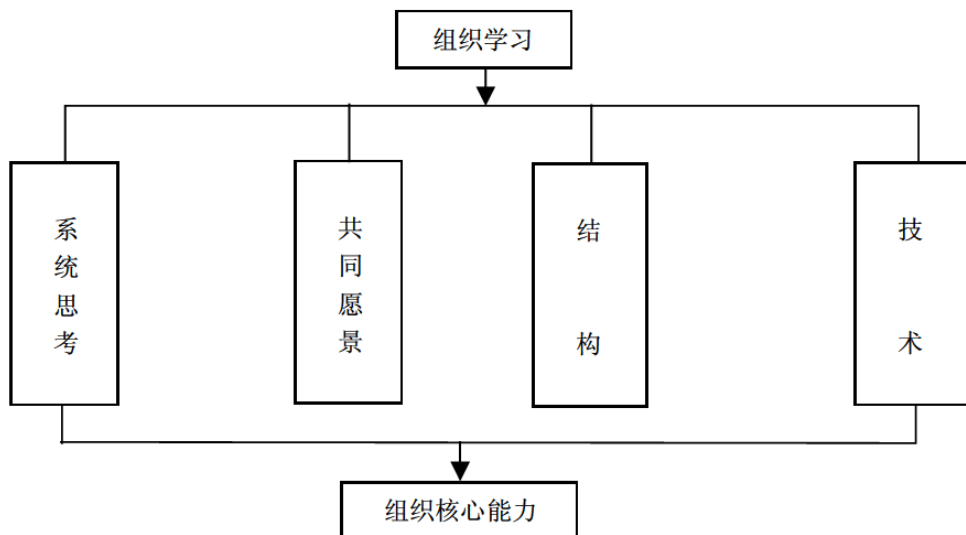 组织学习
系统思考
共同愿景
结构
技术
组织核心能力